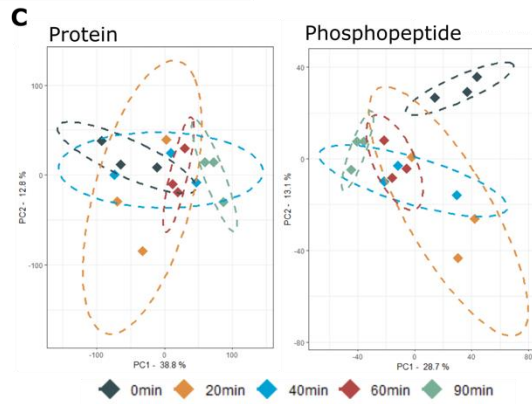 C
Protein
Phosphopeptide
100
0
-100
PC2 - 12.8 %
-100
0
100
PC1 - 38.8 %
40
0
-40
-80
PC2 - 13.1 %
-40
0
40
80
PC1 - 28.7 %
0min
20min
40min
60min
90min